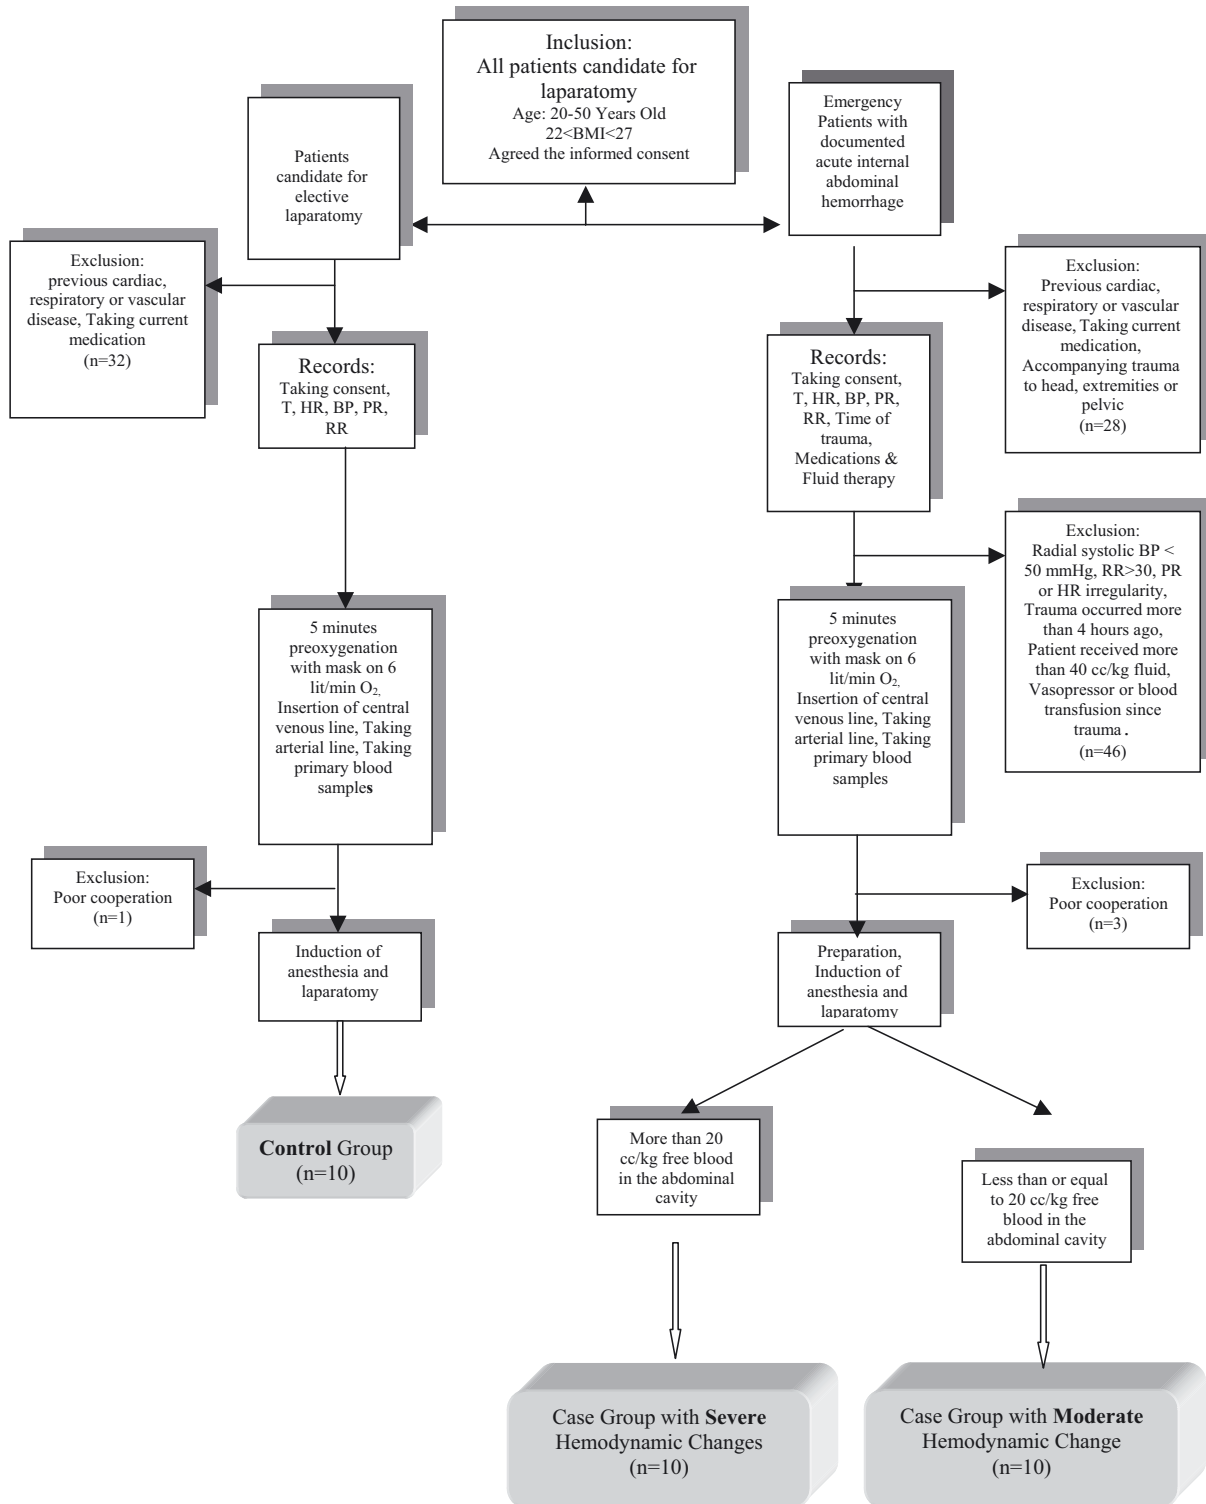 Inclusion:
All patients candidate for
laparatomy
Age: 20-50 Years Old
22<BMI<27
Agreed the informed consent
Patients
candidate for
elective
laparatomy
Emergency
Patients with
documented
acute internal
abdominal
hemorrhage
Exclusion:
previous cardiac,
respiratory or vascular
disease, Taking current
medication
(n=32)
Exclusion:
Previous cardiac,
respiratory or vascular
disease, Taking current
medication,
Accompanying trauma
to head, extremities or
pelvic
(n=28)
Records:
Taking consent,
T, HR, BP, PR,
RR
Records:
Taking consent,
T, HR, BP, PR,
RR, Time of
trauma,
Medications &
Fluid therapy
Exclusion:
Radial systolic BP <
50 mmHg, RR>30, PR
or HR irregularity,
Trauma occurred more
than 4 hours ago,
Patient received more
than 40 cc/kg fluid,
Vasopressor or blood
transfusion since
trauma.
(n=46)
5 minutes
preoxygenation
with mask on 6
lit/min O2,
Insertion of central
venous line, Taking
arterial line, Taking
primary blood
samples
5 minutes
preoxygenation
with mask on 6
lit/min O2,
Insertion of central
venous line, Taking
arterial line, Taking
primary blood
samples
Exclusion:
Poor cooperation
(n=1)
Exclusion:
Poor cooperation
(n=3)
Induction of
anesthesia and
laparatomy
Preparation,
Induction of
anesthesia and
laparatomy
Control Group
(n=10)
More than 20
cc/kg free blood
in the abdominal
cavity
Less than or equal
to 20 cc/kg free
blood in the
abdominal cavity
Case Group with Severe
Hemodynamic Changes
(n=10)
Case Group with Moderate
Hemodynamic Change
(n=10)